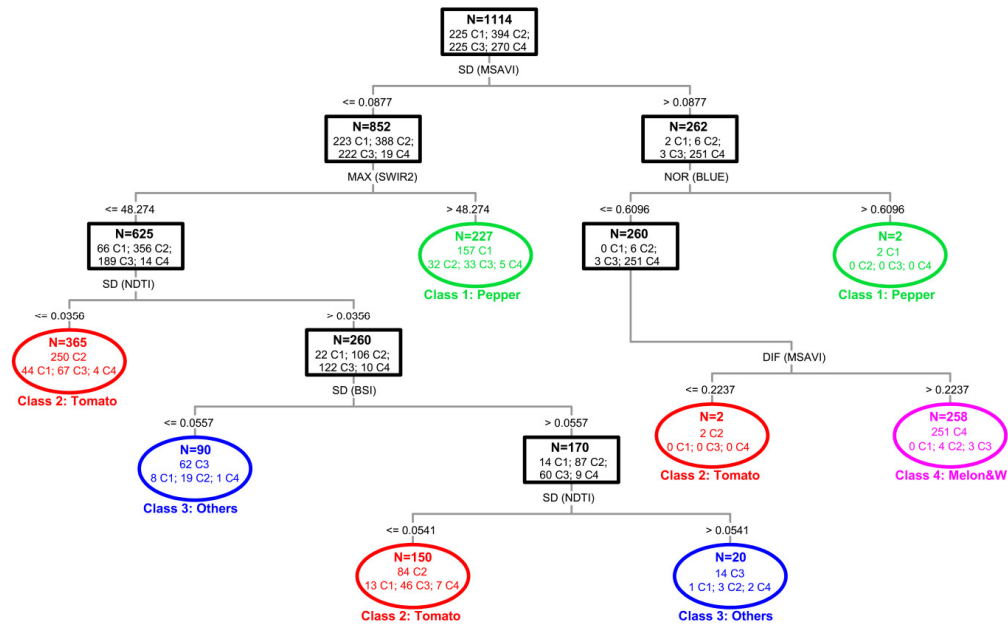 N=1114
225 C1; 394 C2;
225 C3; 270 C4
SD (MSAVI)
<= 0.0877
> 0.0877
N=852
223 C1; 388 C2;
222 C3; 19 C4
MAX (SWIR2)
N=262
2 C1; 6 C2;
3 C3; 251 C4
NOR (BLUE)
<= 48.274
> 48.274
<= 0.6096
> 0.6096
N=625
66 C1; 356 C2;
189 C3; 14 C4
SD (NDTI)
N=227
157 C1
32 C2; 33 C3; 5 C4
Class 1: Pepper
N=260
0 C1; 6 C2;
3 C3; 251 C4
N=2
2 C1
0 C2; 0 C3; 0 C4
Class 1: Pepper
<= 0.0356
> 0.0356
N=365
250 C2
44 C1; 67 C3; 4 C4
Class 2: Tomato
N=260
22 C1; 106 C2;
122 C3; 10 C4
SD (BSI)
DIF (MSAVI)
<= 0.2237
> 0.2237
<= 0.0557
> 0.0557
N=90
62 C3
8 C1; 19 C2; 1 C4
Class 3: Others
N=170
14 C1; 87 C2;
60 C3; 9 C4
SD (NDTI)
N=2
2 C2
0 C1; 0 C3; 0 C4
Class 2: Tomato
N=258
251 C4
0 C1; 4 C2; 3 C3
Class 4: Melon&W
<= 0.0541
> 0.0541
N=150
84 C2
13 C1; 46 C3; 7 C4
Class 2: Tomato
N=20
14 C3
1 C1; 3 C2; 2 C4
Class 3: Others